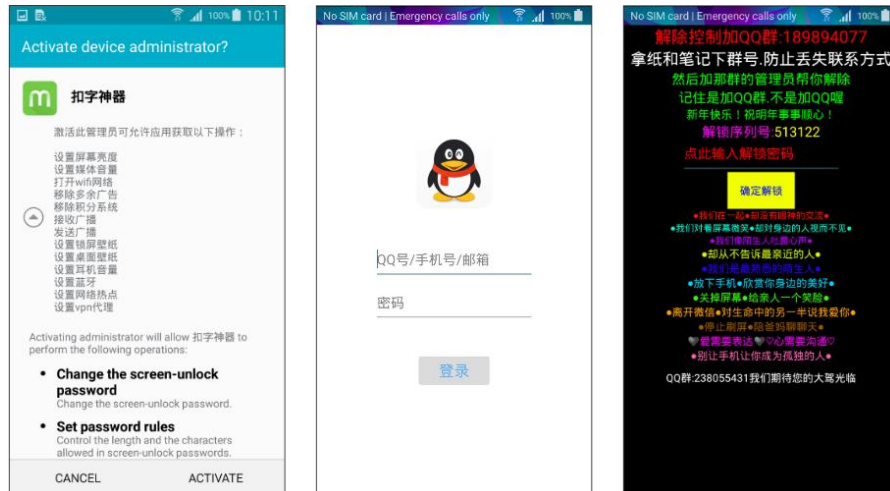 100% 10:11
Activate device administrator?
扣字神器
激活此管理员可允许应用获取以下操作：
设置屏幕亮度
设置媒体音量
打开wifi网络
移除多余广告
移除积分系统
接收广播
发送广播
设置锁屏壁纸
设置桌面壁纸
设置耳机音量
设置蓝牙
设置网络热点
设置vpn代理
Activating administrator will allow 扣字神器 to
perform the following operations:
• Change the screen-unlock
password
Change the screen-unlock password.
• Set password rules
Control the length and the characters
allowed in screen-unlock passwords.
CANCEL ACTIVATE
No SIM card | Emergency calls only 100%
QQ号/手机号/邮箱
密码
登录
No SIM card | Emergency calls only 100%
解除控制加QQ群:189894077
拿纸和笔记下群号.防止丢失联系方式
然后加那群的管理员帮你解除
记住是加QQ群.不是加QQ喔
新年快乐！祝明年事事顺心！
解锁序列号:513122
点此输入解锁密码
确定解锁
●我们在一起●却没有眼神的交流●
●我们对着屏幕微笑●却对身边的人视而不见●
●我们像陌生人吐露心声●
●却从不告诉最亲近的人●
●我们是最熟悉的陌生人●
●放下手机●欣赏你身边的美好●
●关掉屏幕●给亲人一个笑脸●
●离开微信●对生命中的另一半说我爱你●
●停止刷屏●陪爸妈聊聊天●
🖤爱需要表达🖤♡心需要沟通♡
●别让手机让你成为孤独的人●
QQ群:238055431我们期待您的大驾光临